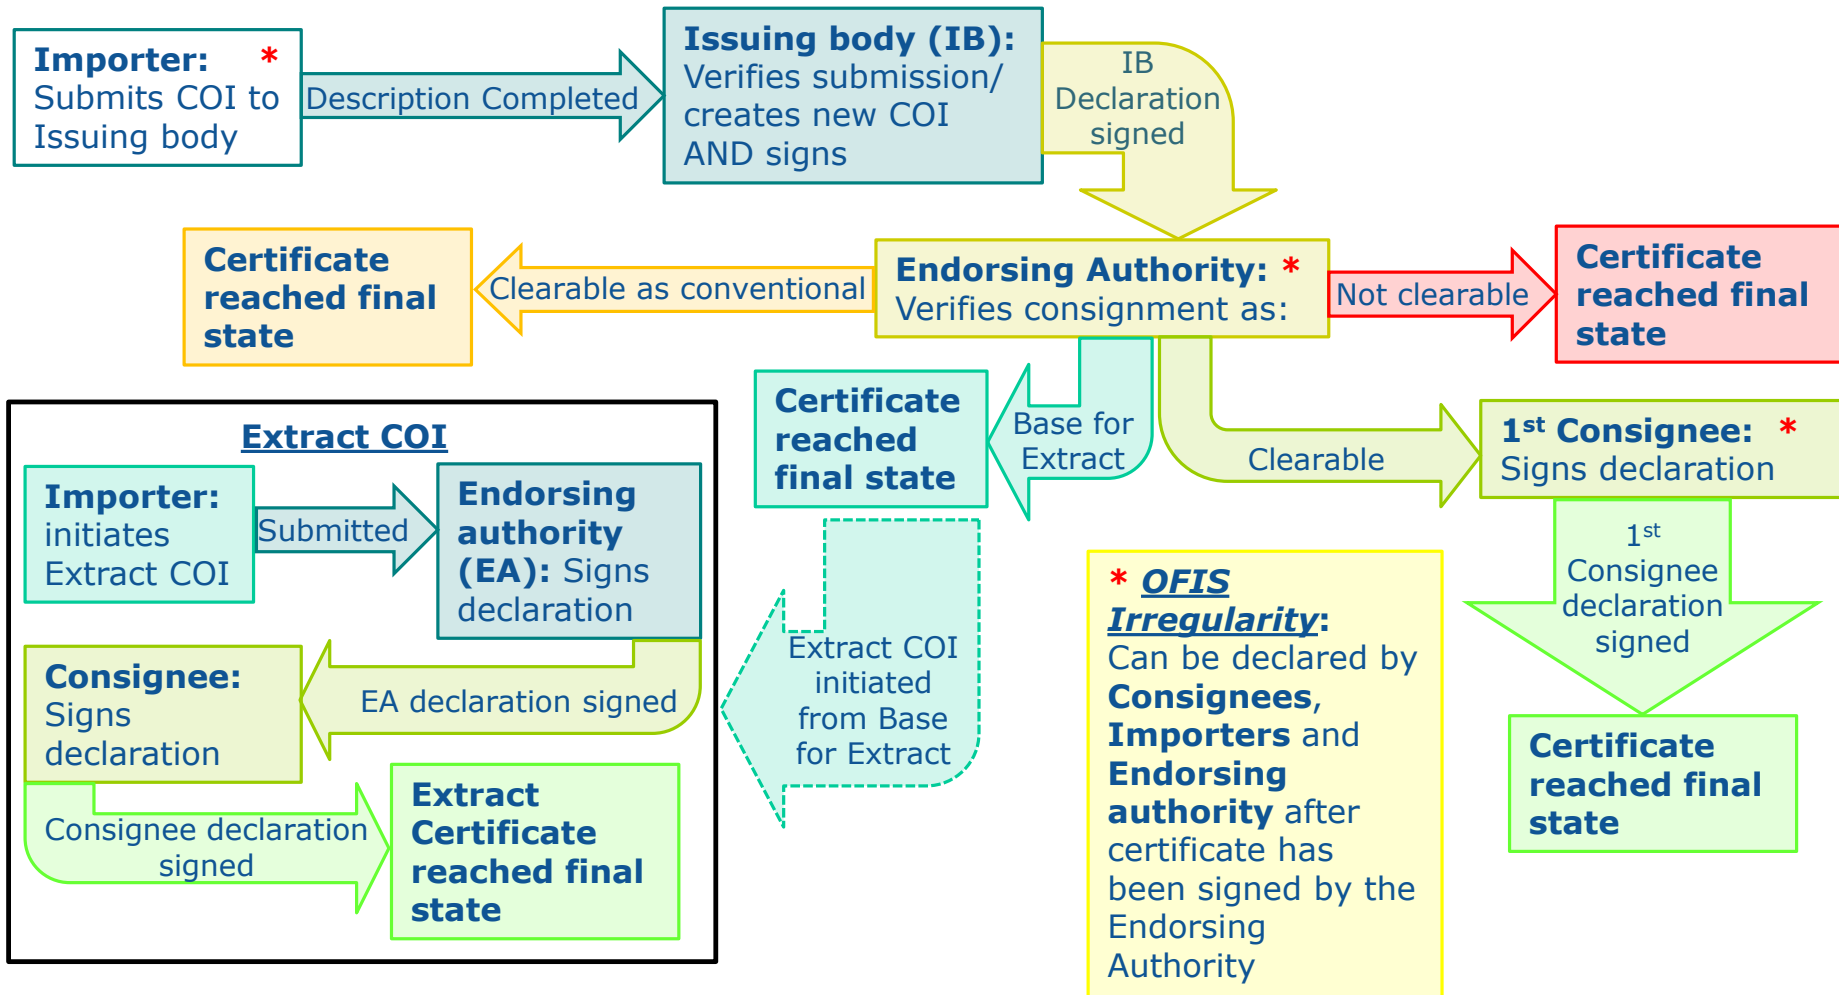 Importer: *
Submits COI to
Issuing body
Description Completed
Issuing body (IB):
Verifies submission/
creates new COI
AND signs
IB
Declaration
signed
Certificate
reached final
state
Clearable as conventional
Endorsing Authority: *
Verifies consignment as:
Not clearable
Certificate
reached final
state
Certificate
reached
final state
Base for
Extract
Clearable
1st Consignee: *
Signs declaration
1st
Consignee
declaration
signed
Certificate
reached final
state
Extract COI
Importer:
initiates
Extract COI
Submitted
Endorsing
authority
(EA): Signs
declaration
Consignee:
Signs
declaration
EA declaration signed
Consignee declaration
signed
Extract
Certificate
reached final
state
Extract COI
initiated
from Base
for Extract
* OFIS
Irregularity:
Can be declared by
Consignees,
Importers and
Endorsing
authority after
certificate has
been signed by the
Endorsing
Authority